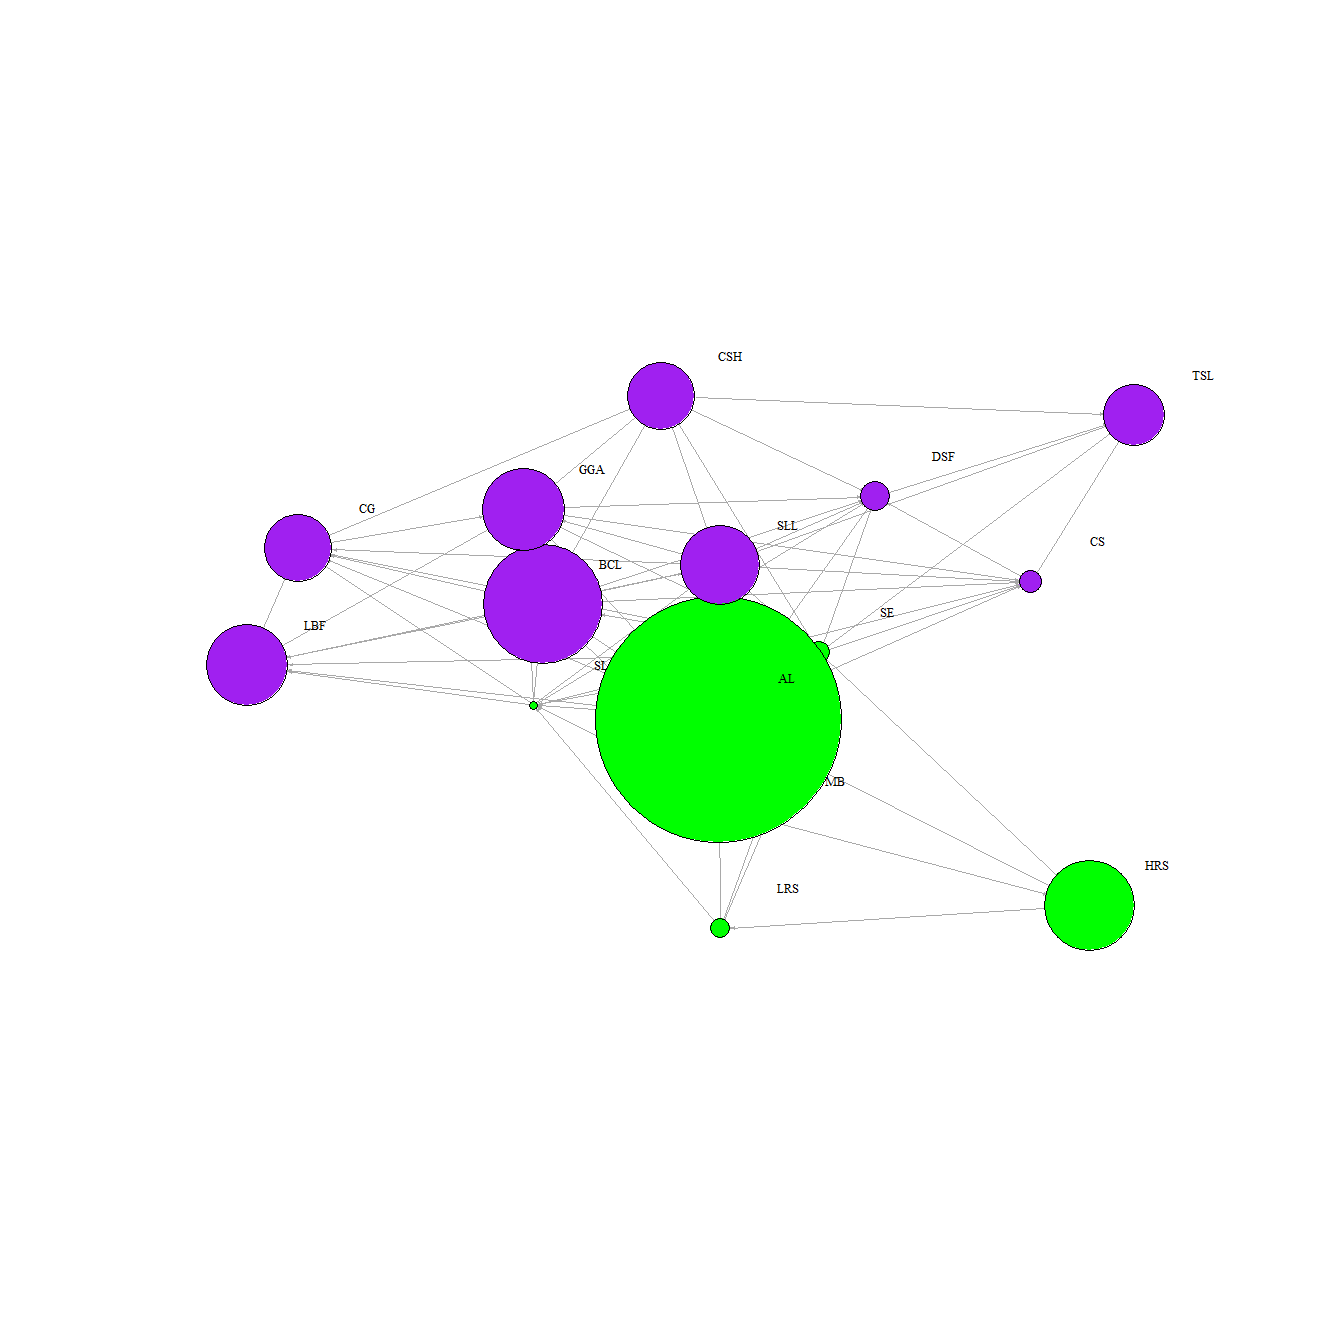 CSH
TSL
DSF
GGA
CG
SLL
CS
BCL
SE
LBF
SL
AL
MB
HRS
LRS